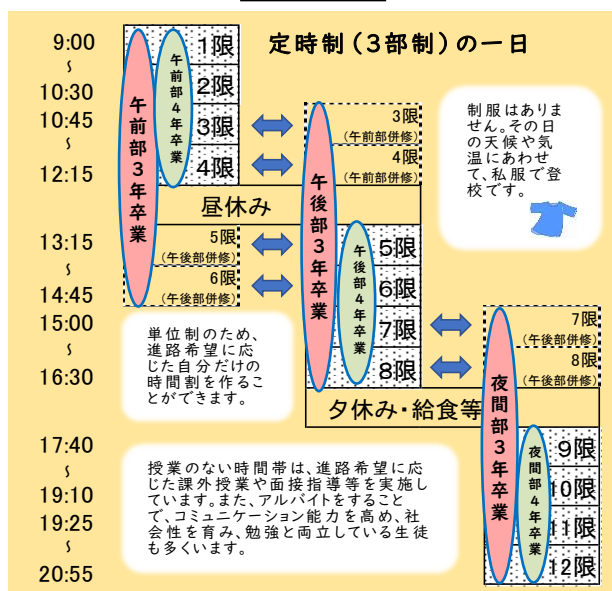 定時制(3部制)の一日
9:00
〜
10:30
10:45
〜
12:15
13:15
〜
14:45
15:00
〜
16:30
17:40
〜
19:10
19:25
〜
20:55
午前部3年卒業
午前部4年卒業
1限
2限
3限
4限
3限
(午前部併修)
4限
(午前部併修)
制服はありま
せん。その日
の天候や気
温にあわせ
て、私服で登
校です。
昼休み
5限
(午後部併修)
6限
(午後部併修)
午後部3年卒業
午後部4年卒業
5限
6限
7限
8限
7限
(午後部併修)
8限
(午後部併修)
単位制のため、
進路希望に応
じた自分だけの
時間割を作るこ
とができます。
夕休み・給食等
夜間部3年卒業
夜間部4年卒業
9限
10限
11限
12限
授業のない時間帯は、進路希望に応
じた課外授業や面接指導等を実施し
ています。また、アルバイトをすること
で、コミュニケーション能力を高め、社
会性を育み、勉強と両立している生徒
も多くいます。